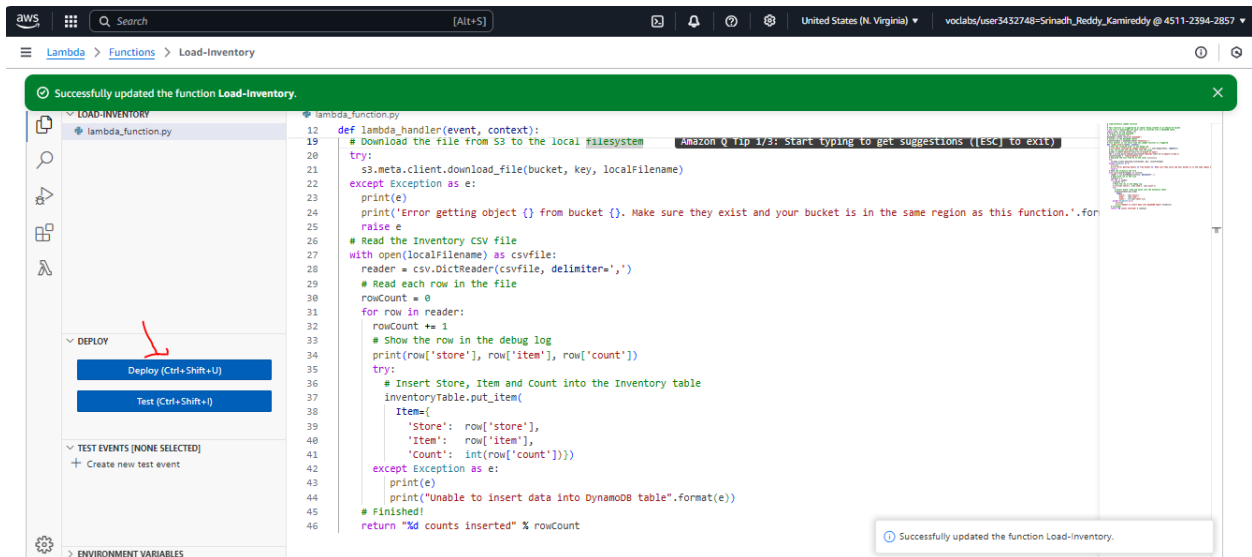 aws
Search
[Alt+S]
United States (N. Virginia) ▼
voclabs/user3432748=Srinadh_Reddy_Kamireddy @ 4511-2394-2857 ▼
Lambda > Functions > Load-Inventory
Successfully updated the function Load-Inventory.
LOAD-INVENTORY
lambda_function.py
DEPLOY
Deploy (Ctrl+Shift+U)
Test (Ctrl+Shift+I)
TEST EVENTS [NONE SELECTED]
+ Create new test event
ENVIRONMENT VARIABLES
lambda_function.py
12 def lambda_handler(event, context):
19 # Download the file from S3 to the local filesystem Amazon Q Tip 1/3: Start typing to get suggestions ([ESC] to exit)
20 try:
21 s3.meta.client.download_file(bucket, key, localFilename)
22 except Exception as e:
23 print(e)
24 print('Error getting object {} from bucket {}. Make sure they exist and your bucket is in the same region as this function.'.for
25 raise e
26 # Read the Inventory CSV file
27 with open(localFilename) as csvfile:
28 reader = csv.DictReader(csvfile, delimiter=',')
29 # Read each row in the file
30 rowCount = 0
31 for row in reader:
32 rowCount += 1
33 # Show the row in the debug log
34 print(row['store'], row['item'], row['count'])
35 try:
36 # Insert Store, Item and Count into the Inventory table
37 inventoryTable.put_item(
38 Item={
39 'Store': row['store'],
40 'Item': row['item'],
41 'Count': int(row['count'])})
42 except Exception as e:
43 print(e)
44 print("Unable to insert data into DynamoDB table".format(e))
45 # Finished!
46 return "%d counts inserted" % rowCount
Successfully updated the function Load-Inventory.